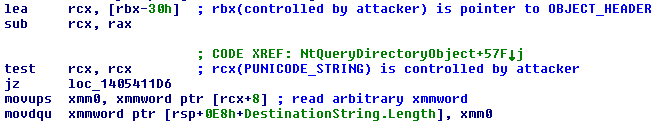 lea rcx, [rbx-30h] ; rbx(controlled by attacker) is pointer to OBJECT_HEADER
sub rcx, rax
; CODE XREF: NtQueryDirectoryObject+57F↓j
test rcx, rcx ; rcx(PUNICODE_STRING) is controlled by attacker
jz loc_1405411D6
movups xmm0, xmmword ptr [rcx+8] ; read arbitrary xmmword
movdqu xmmword ptr [rsp+0E8h+DestinationString.Length], xmm0